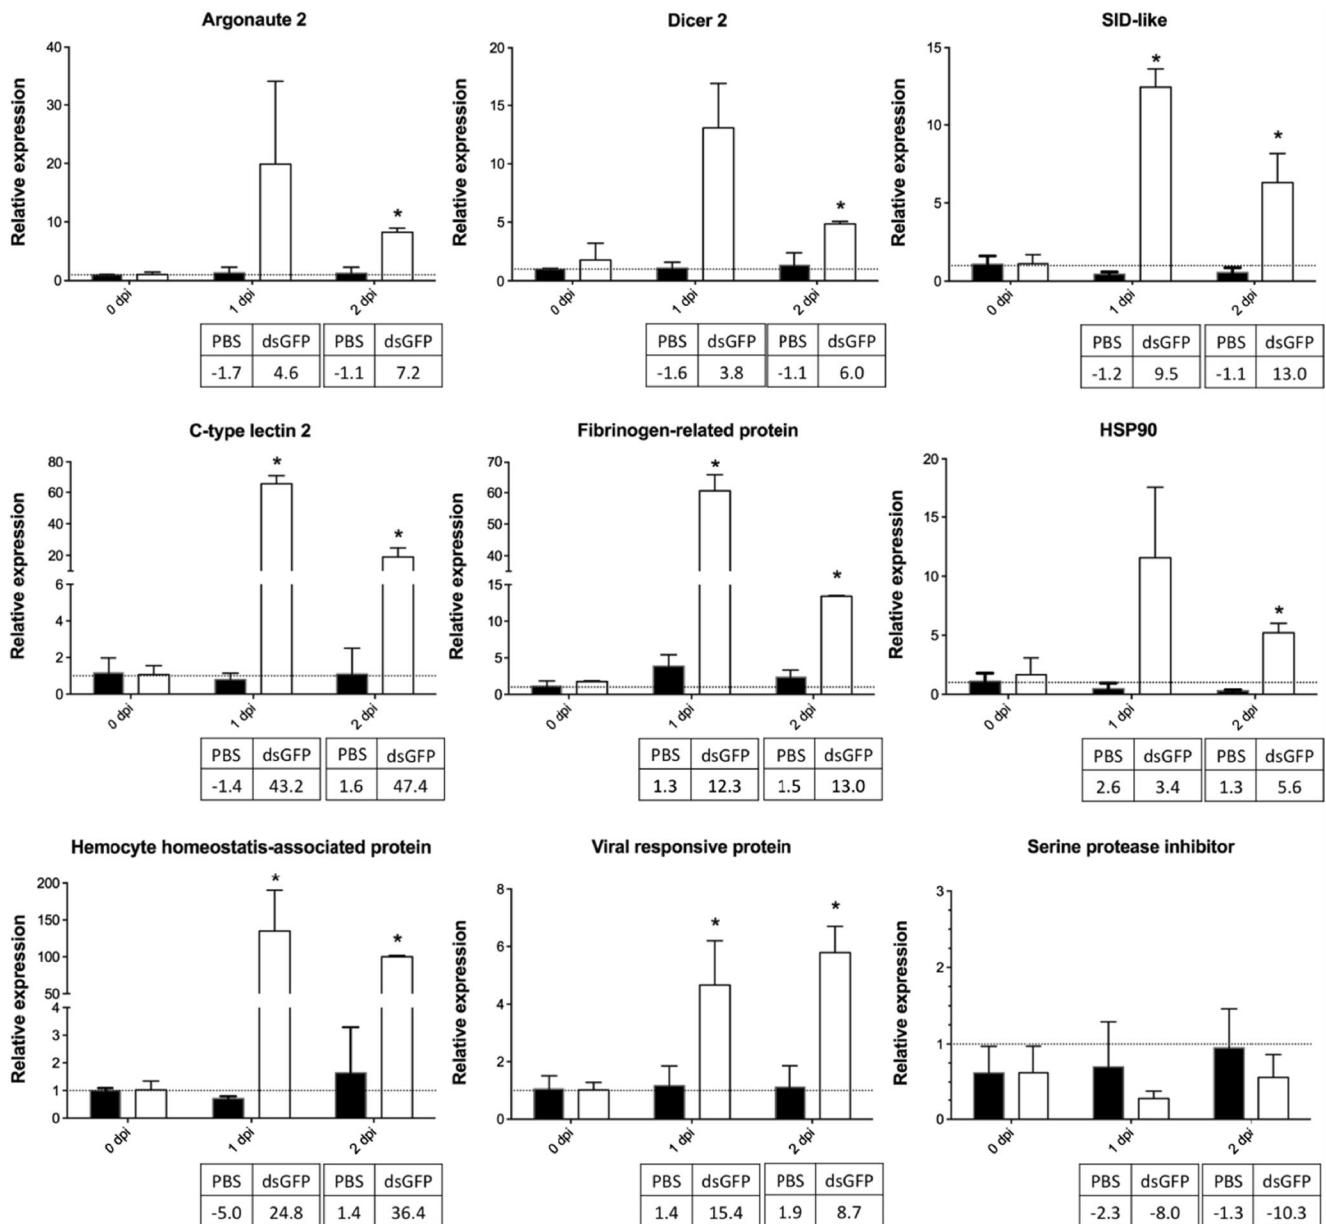 Argonaute 2
Relative expression
40
30
20
10
0
*
0 dpi
1 dpi
2 dpi
PBS dsGFP PBS dsGFP
-1.7 4.6 -1.1 7.2
Dicer 2
Relative expression
20
15
10
5
0
*
0 dpi
1 dpi
2 dpi
PBS dsGFP PBS dsGFP
-1.6 3.8 -1.1 6.0
SID-like
Relative expression
15
10
5
0
*
*
0 dpi
1 dpi
2 dpi
PBS dsGFP PBS dsGFP
-1.2 9.5 -1.1 13.0
C-type lectin 2
Relative expression
80
60
40
20
6
4
2
0
*
*
0 dpi
1 dpi
2 dpi
PBS dsGFP PBS dsGFP
-1.4 43.2 1.6 47.4
Fibrinogen-related protein
Relative expression
70
60
50
40
15
10
5
0
*
*
0 dpi
1 dpi
2 dpi
PBS dsGFP PBS dsGFP
1.3 12.3 1.5 13.0
HSP90
Relative expression
20
15
10
5
0
*
0 dpi
1 dpi
2 dpi
PBS dsGFP PBS dsGFP
2.6 3.4 1.3 5.6
Hemocyte homeostatis-associated protein
Relative expression
200
150
100
50
4
3
2
1
0
*
*
0 dpi
1 dpi
2 dpi
PBS dsGFP PBS dsGFP
-5.0 24.8 1.4 36.4
Viral responsive protein
Relative expression
8
6
4
2
0
*
*
0 dpi
1 dpi
2 dpi
PBS dsGFP PBS dsGFP
1.4 15.4 1.9 8.7
Serine protease inhibitor
Relative expression
3
2
1
0
0 dpi
1 dpi
2 dpi
PBS dsGFP PBS dsGFP
-2.3 -8.0 -1.3 -10.3